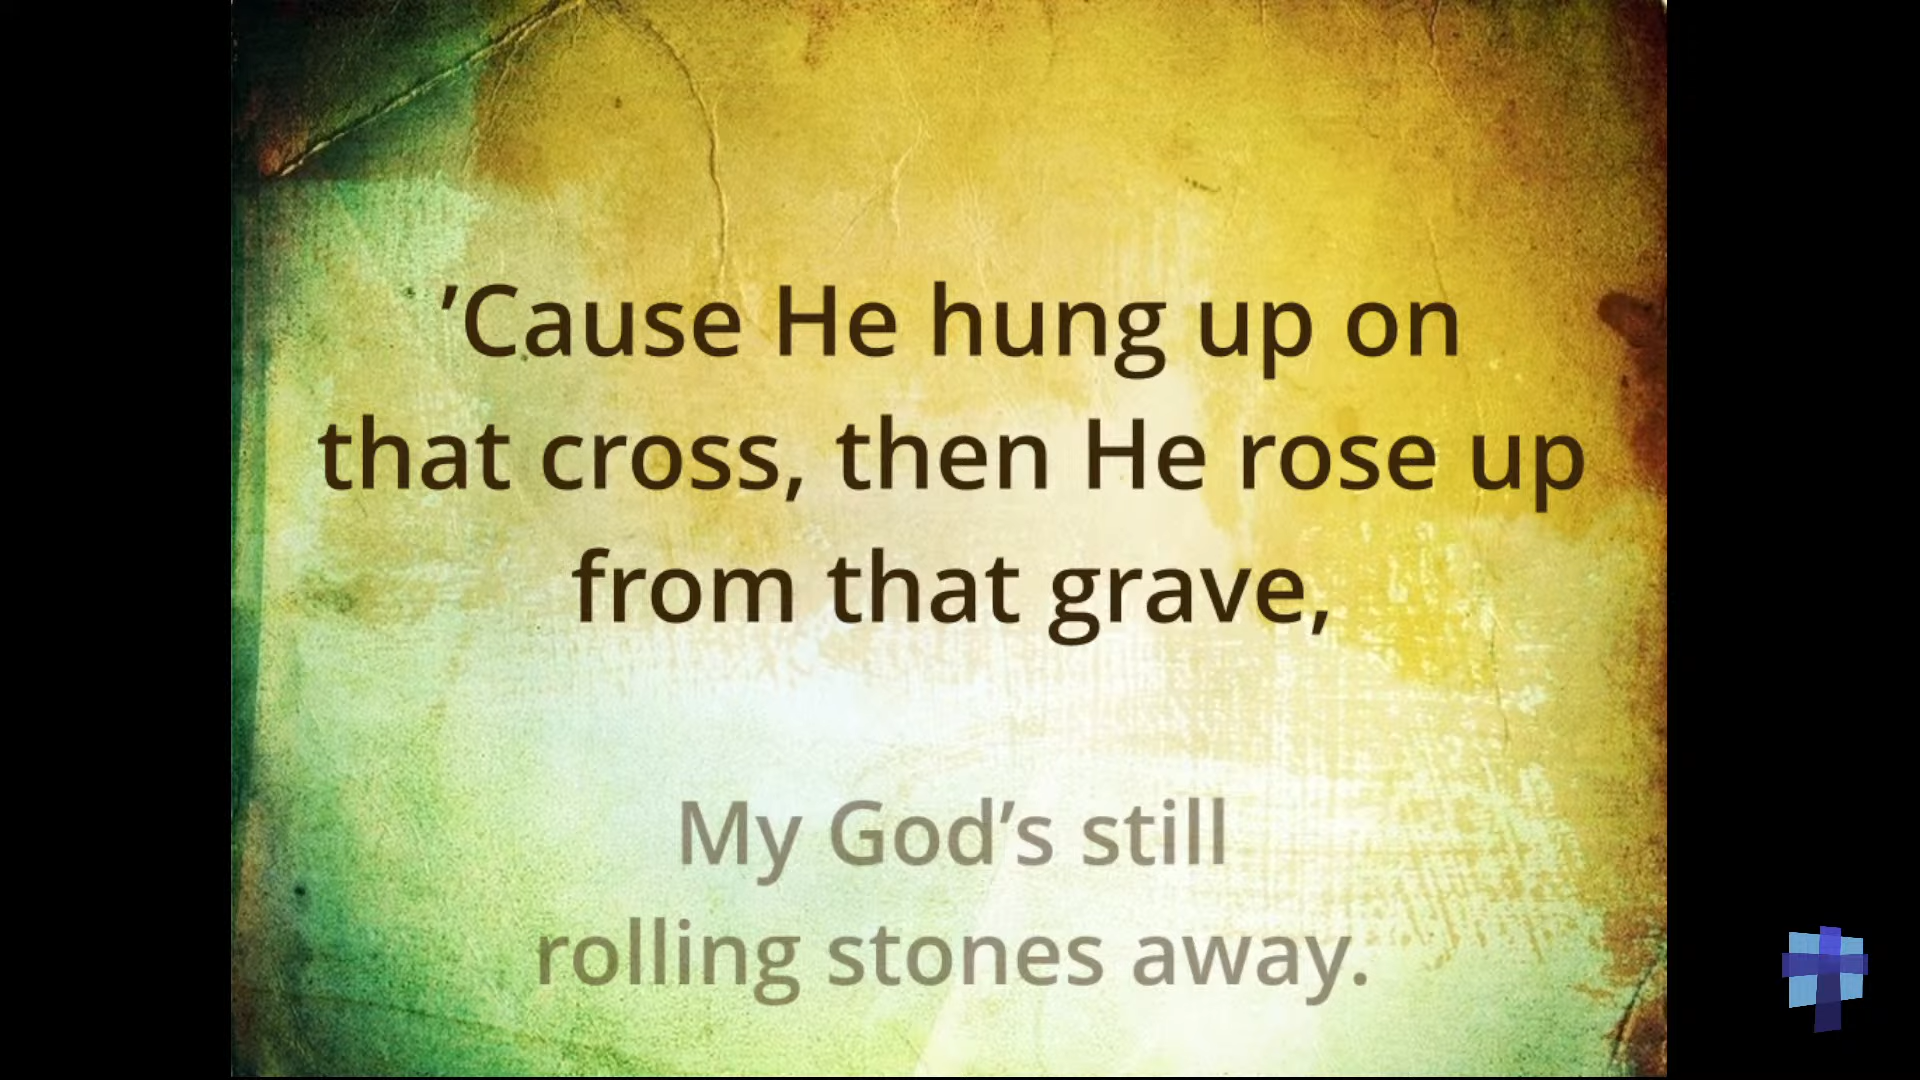 ’Cause He hung up on
that cross, then He rose up
from that grave,
My God’s still
rolling stones away.